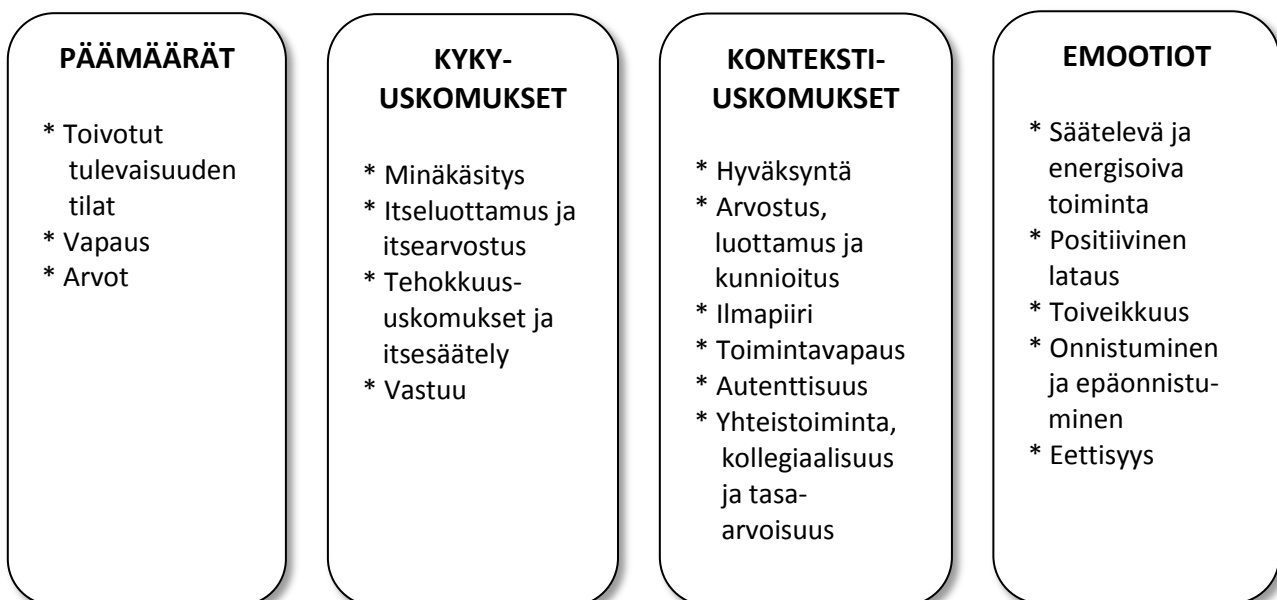 PÄÄMÄÄRÄT
* Toivotut
tulevaisuuden
tilat
* Vapaus
* Arvot
KYKY-
USKOMUKSET
* Minäkäsitys
* Itseluottamus ja
itsearvostus
* Tehokkuus-
uskomukset ja
itsesäätely
* Vastuu
KONTEKSTI-
USKOMUKSET
* Hyväksyntä
* Arvostus,
luottamus ja
kunnioitus
* Ilmapiiri
* Toimintavapaus
* Autenttisuus
* Yhteistoiminta,
kollegiaalisuus
ja tasa-
arvoisuus
EMOOTIOT
* Säätelevä ja
energisoiva
toiminta
* Positiivinen
lataus
* Toiveikkuus
* Onnistuminen
ja epäonnistu-
minen
* Eettisyys